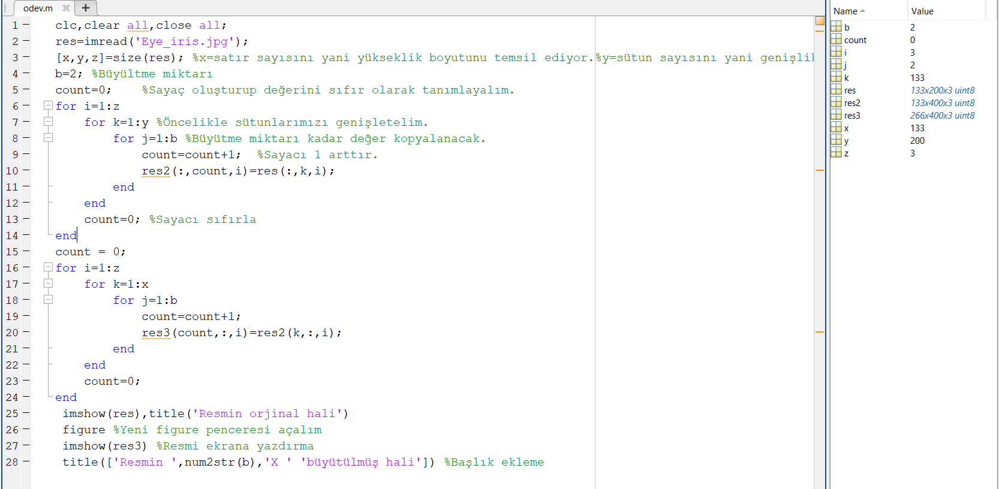 odev.m
1 clc,clear all,close all;
2 res=imread('Eye_iris.jpg');
3 [x,y,z]=size(res); %x=satır sayısını yani yükseklik boyutunu temsil ediyor.%y=sütun sayısını yani genişlik
4 b=2; %Büyültme miktarı
5 count=0; %Sayaç oluşturup değerini sıfır olarak tanımlayalım.
6 for i=1:z
7 for k=1:y %Öncelikle sütunlarımızı genişletelim.
8 for j=1:b %Büyütme miktarı kadar değer kopyalanacak.
9 count=count+1; %Sayacı 1 arttır.
10 res2(:,count,i)=res(:,k,i);
11 end
12 end
13 count=0; %Sayacı sıfırla
14 end
15 count = 0;
16 for i=1:z
17 for k=1:x
18 for j=1:b
19 count=count+1;
20 res3(count,:,i)=res2(k,:,i);
21 end
22 end
23 count=0;
24 end
25 imshow(res),title('Resmin orjinal hali')
26 figure %Yeni figure penceresi açalım
27 imshow(res3) %Resmi ekrana yazdırma
28 title(['Resmin ',num2str(b),'X ' 'büyütülmüş hali']) %Başlık ekleme
Name Value
b 2
count 0
i 3
j 2
k 133
res 133x200x3 uint8
res2 133x400x3 uint8
res3 266x400x3 uint8
x 133
y 200
z 3